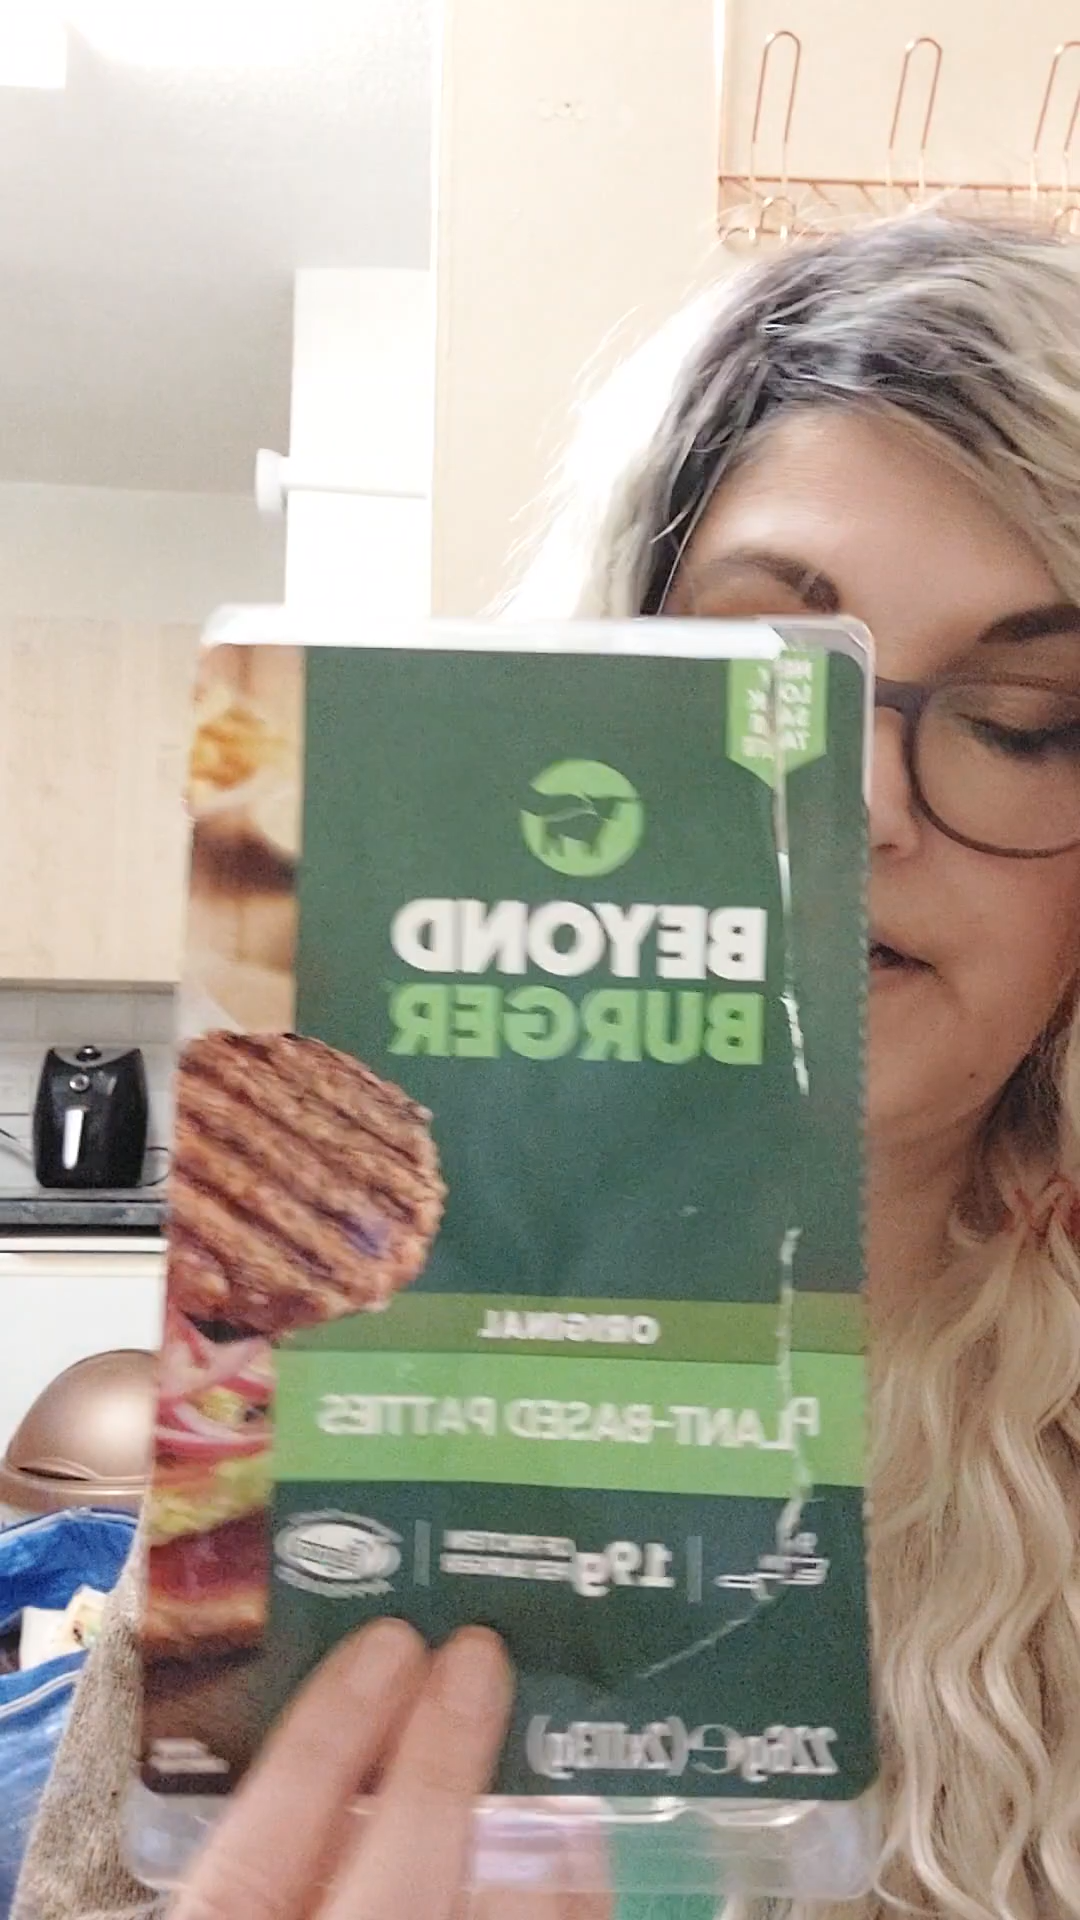 BEYOND
BURGER
ORIGINAL
PLANT-BASED PATTIES
19g
226g e (2x113g)